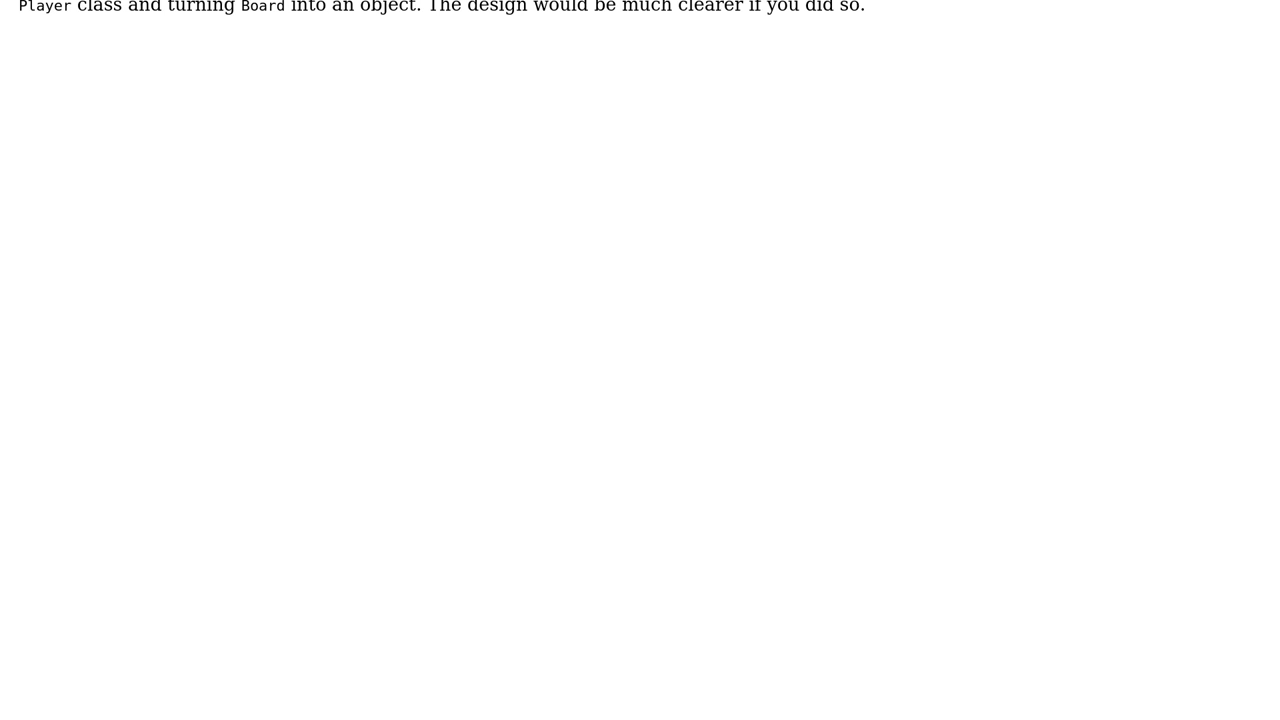 Player class and turning Board into an object. The design would be much clearer if you did so.